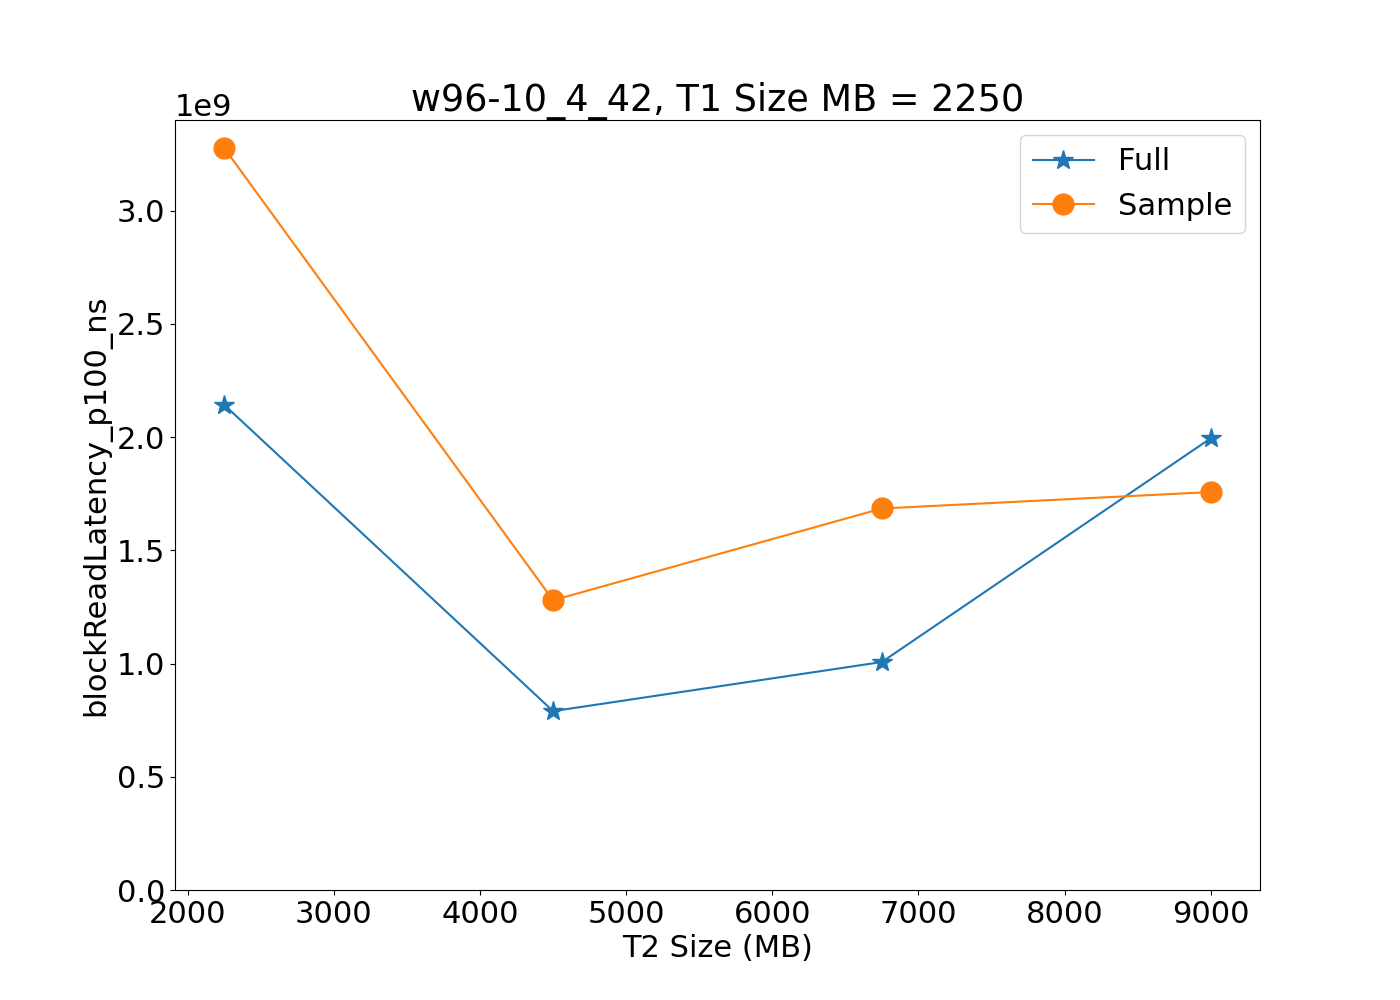 w96-10_4_42, T1 Size MB = 2250
1e9
Full
Sample
3.0
2.5
2.0
1.5
1.0
0.5
0.0
blockReadLatency_p100_ns
2000 3000 4000 5000 6000 7000 8000 9000
T2 Size (MB)